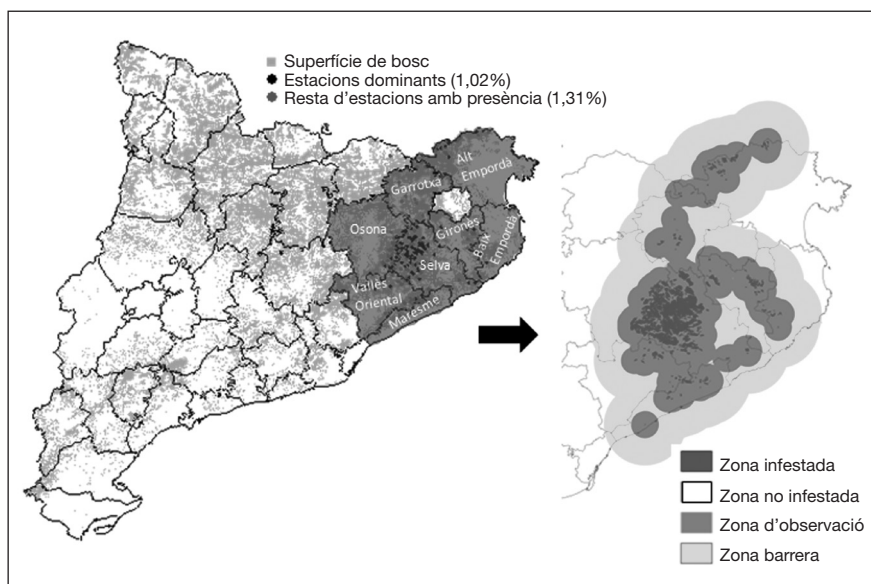 Superfície de bosc
Estacions dominants (1,02%)
Resta d'estacions amb presència (1,31%)
Alt
Empordà
Garrotxa
Osona
Gironès
Baix
Empordà
Selva
Vallès
Oriental
Maresme
Zona infestada
Zona no infestada
Zona d'observació
Zona barrera